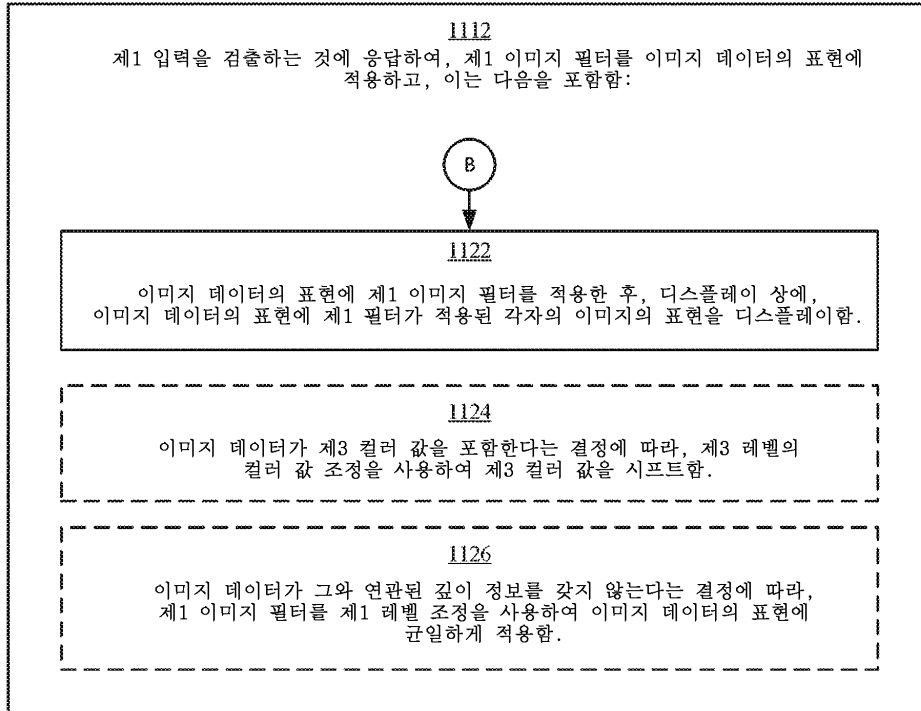 1112
제1 입력을 검출하는 것에 응답하여, 제1 이미지 필터를 이미지 데이터의 표현에
적용하고, 이는 다음을 포함함:
B
1122
이미지 데이터의 표현에 제1 이미지 필터를 적용한 후, 디스플레이 상에,
이미지 데이터의 표현에 제1 필터가 적용된 각자의 이미지의 표현을 디스플레이함.
1124
이미지 데이터가 제3 컬러 값을 포함한다는 결정에 따라, 제3 레벨의
컬러 값 조정을 사용하여 제3 컬러 값을 시프트함.
1126
이미지 데이터가 그와 연관된 깊이 정보를 갖지 않는다는 결정에 따라,
제1 이미지 필터를 제1 레벨 조정을 사용하여 이미지 데이터의 표현에
균일하게 적용함.